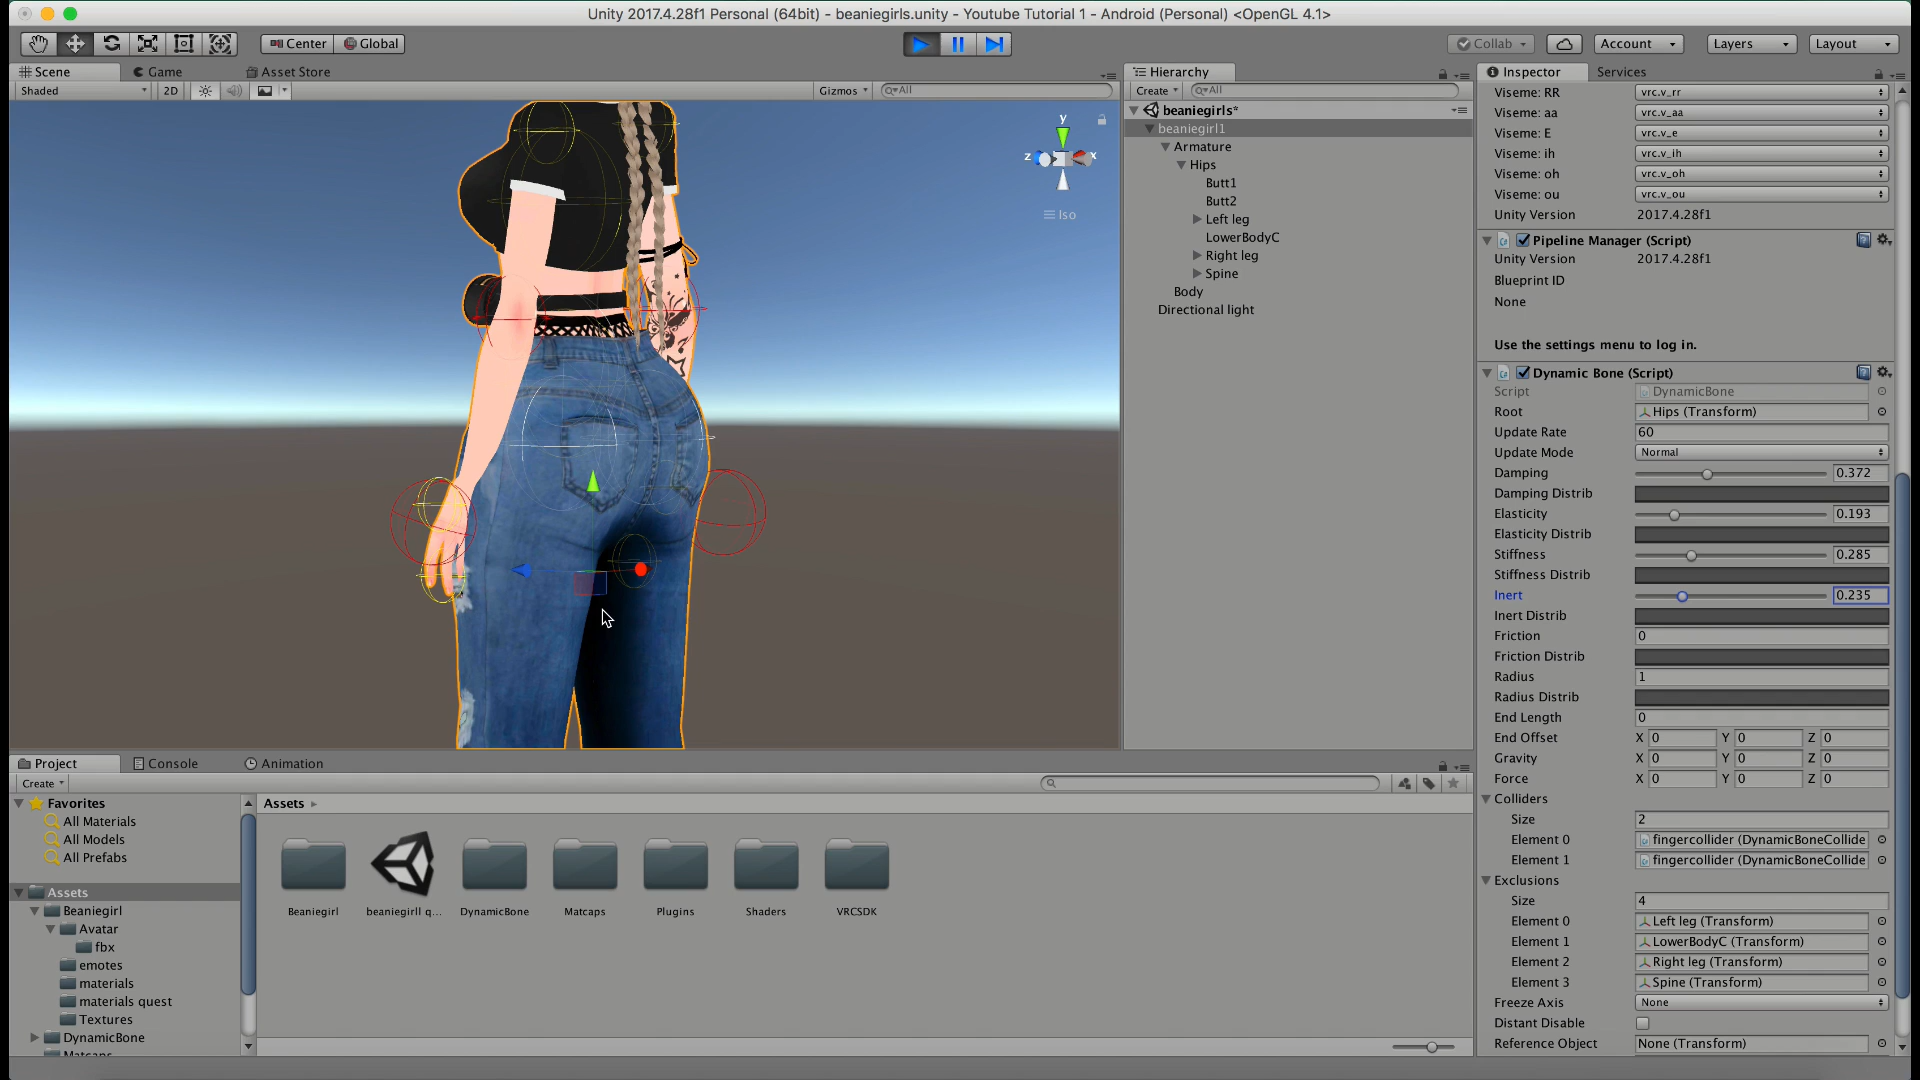 Unity 2017.4.28f1 Personal (64bit) - beaniegirls.unity - Youtube Tutorial 1 - Android (Personal) <OpenGL 4.1>
Center Global Collab Account Layers Layout
Scene Game Asset Store
Shaded 2D Gizmos All
y
z x
Iso
Hierarchy
Create All
beaniegirls*
beaniegirl1
Armature
Hips
Butt1
Butt2
Left leg
LowerBodyC
Right leg
Spine
Body
Directional light
Inspector Services
Viseme: RR vrc.v_rr
Viseme: aa vrc.v_aa
Viseme: E vrc.v_e
Viseme: ih vrc.v_ih
Viseme: oh vrc.v_oh
Viseme: ou vrc.v_ou
Unity Version 2017.4.28f1
Pipeline Manager (Script)
Unity Version 2017.4.28f1
Blueprint ID
None
Use the settings menu to log in.
Dynamic Bone (Script)
Script DynamicBone
Root Hips (Transform)
Update Rate 60
Update Mode Normal
Damping 0.372
Damping Distrib
Elasticity 0.193
Elasticity Distrib
Stiffness 0.285
Stiffness Distrib
Inert 0.235
Inert Distrib
Friction 0
Friction Distrib
Radius 1
Radius Distrib
End Length 0
End Offset X 0 Y 0 Z 0
Gravity X 0 Y 0 Z 0
Force X 0 Y 0 Z 0
Colliders
Size 2
Element 0 fingercollider (DynamicBoneCollide
Element 1 fingercollider (DynamicBoneCollide
Exclusions
Size 4
Element 0 Left leg (Transform)
Element 1 LowerBodyC (Transform)
Element 2 Right leg (Transform)
Element 3 Spine (Transform)
Freeze Axis None
Distant Disable
Reference Object None (Transform)
Project Console Animation
Create
Favorites
All Materials
All Models
All Prefabs
Assets
Beaniegirl
Avatar
fbx
emotes
materials
materials quest
Textures
DynamicBone
Matcaps
Assets
Beaniegirl beaniegirll q... DynamicBone Matcaps Plugins Shaders VRCSDK